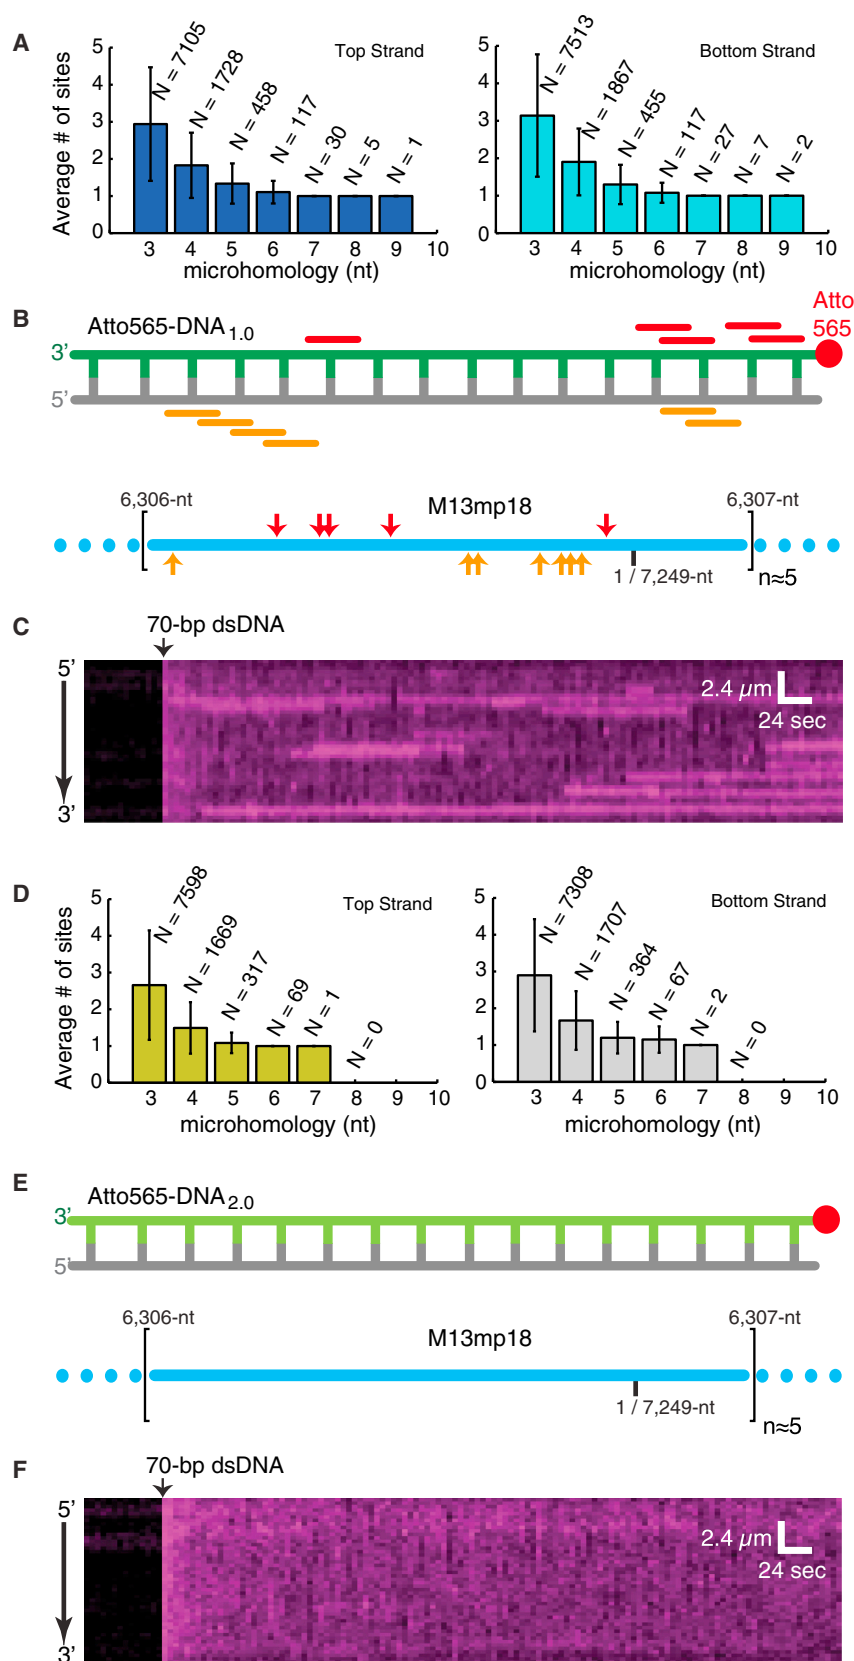 A
Average # of sites
5
4
3
2
1
0
N = 7105
N = 1728
N = 458
N = 117
N = 30
N = 5
N = 1
Top Strand
3 4 5 6 7 8 9 10
microhomology (nt)
5
4
3
2
1
0
N = 7513
N = 1867
N = 455
N = 117
N = 27
N = 7
N = 2
Bottom Strand
3 4 5 6 7 8 9 10
microhomology (nt)
B
Atto565-DNA1.0
Atto
565
3’
5’
6,306-nt
M13mp18
6,307-nt
1 / 7,249-nt
n≈5
C
70-bp dsDNA
5’
3’
2.4 µm
24 sec
D
Average # of sites
5
4
3
2
1
0
N = 7598
N = 1669
N = 317
N = 69
N = 1
N = 0
Top Strand
3 4 5 6 7 8 9 10
microhomology (nt)
5
4
3
2
1
0
N = 7308
N = 1707
N = 364
N = 67
N = 2
N = 0
Bottom Strand
3 4 5 6 7 8 9 10
microhomology (nt)
E
Atto565-DNA2.0
3’
5’
6,306-nt
M13mp18
6,307-nt
1 / 7,249-nt
n≈5
F
70-bp dsDNA
5’
3’
2.4 µm
24 sec